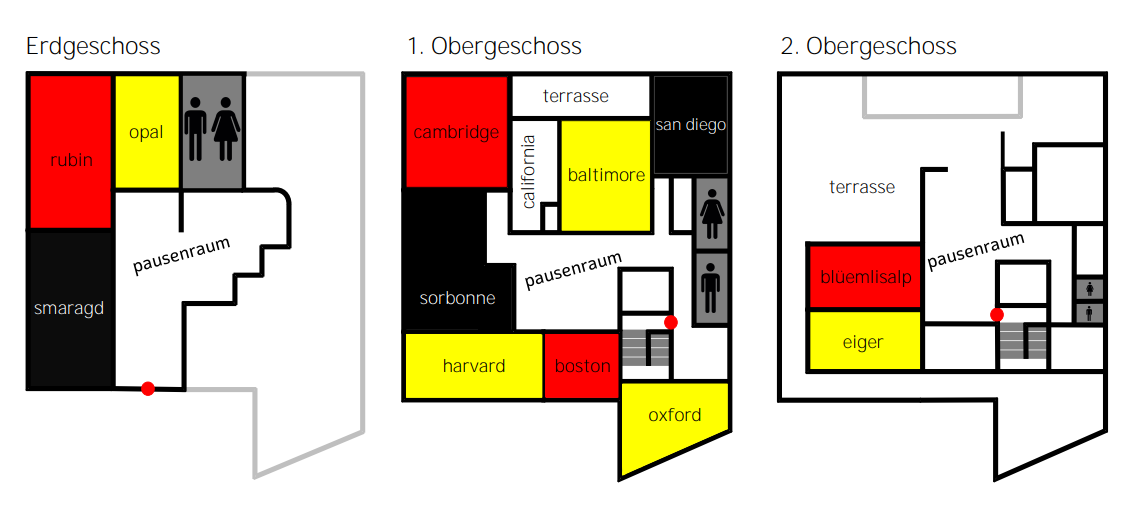 Erdgeschoss
rubin
opal
pausenraum
smaragd
1. Obergeschoss
terrasse
cambridge
san diego
california
baltimore
pausenraum
sorbonne
harvard
boston
oxford
2. Obergeschoss
terrasse
pausenraum
bluemlisalp
eiger